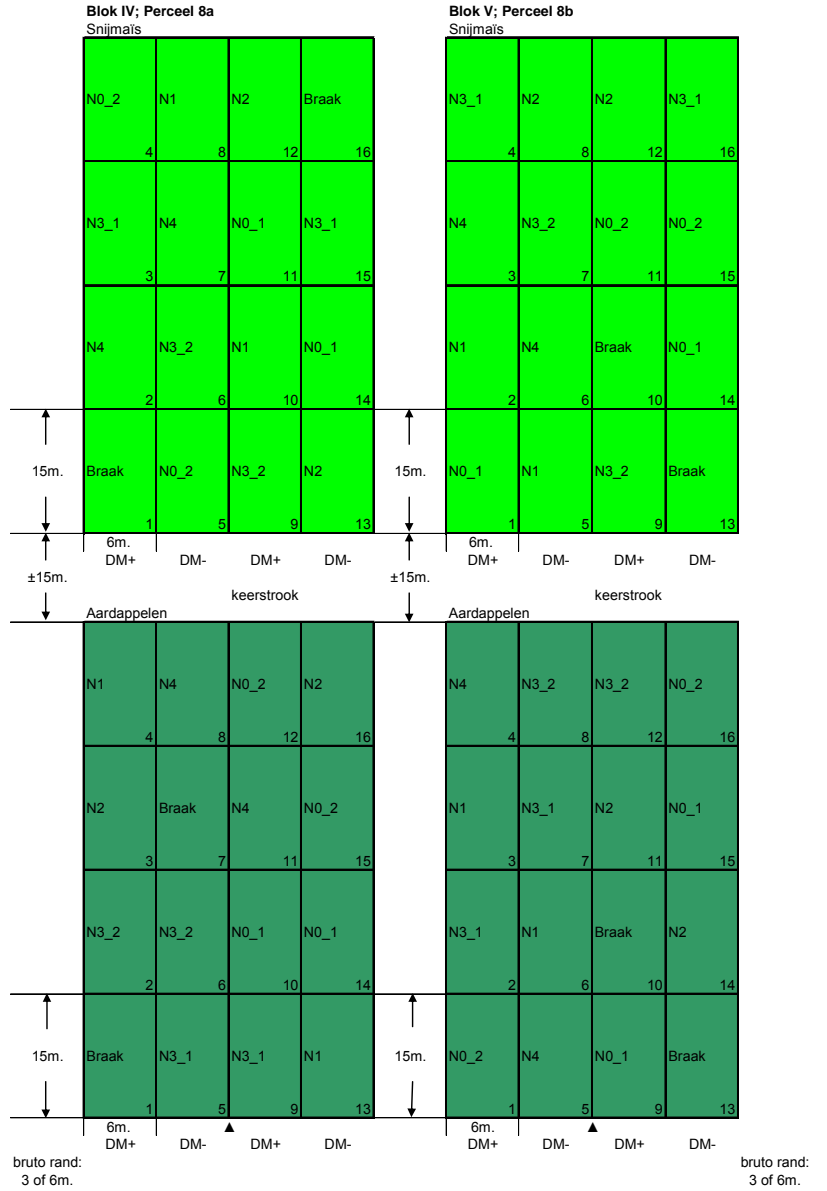 Blok IV; Perceel 8a Blok V; Perceel 8b
Snijmaïs Snijmaïs
N0_2 N1 N2 Braak N3_1 N2 N2 N3_1
4 8 12 16 4 8 12 16
N3_1 N4 N0_1 N3_1 N4 N3_2 N0_2 N0_2
3 7 11 15 3 7 11 15
N4 N3_2 N1 N0_1 N1 N4 Braak N0_1
2 6 10 14 2 6 10 14
15m. Braak N0_2 N3_2 N2 15m. N0_1 N1 N3_2 Braak
1 5 9 13 1 5 9 13
6m. 6m.
DM+ DM- DM+ DM- DM+ DM- DM+ DM-
±15m. ±15m.
keerstrook keerstrook
Aardappelen Aardappelen
N1 N4 N0_2 N2 N4 N3_2 N3_2 N0_2
4 8 12 16 4 8 12 16
N2 Braak N4 N0_2 N1 N3_1 N2 N0_1
3 7 11 15 3 7 11 15
N3_2 N3_2 N0_1 N0_1 N3_1 N1 Braak N2
2 6 10 14 2 6 10 14
15m. Braak N3_1 N3_1 N1 15m. N0_2 N4 N0_1 Braak
1 5 9 13 1 5 9 13
6m. 6m.
DM+ DM- DM+ DM- DM+ DM- DM+ DM-
bruto rand: bruto rand:
3 of 6m. 3 of 6m.